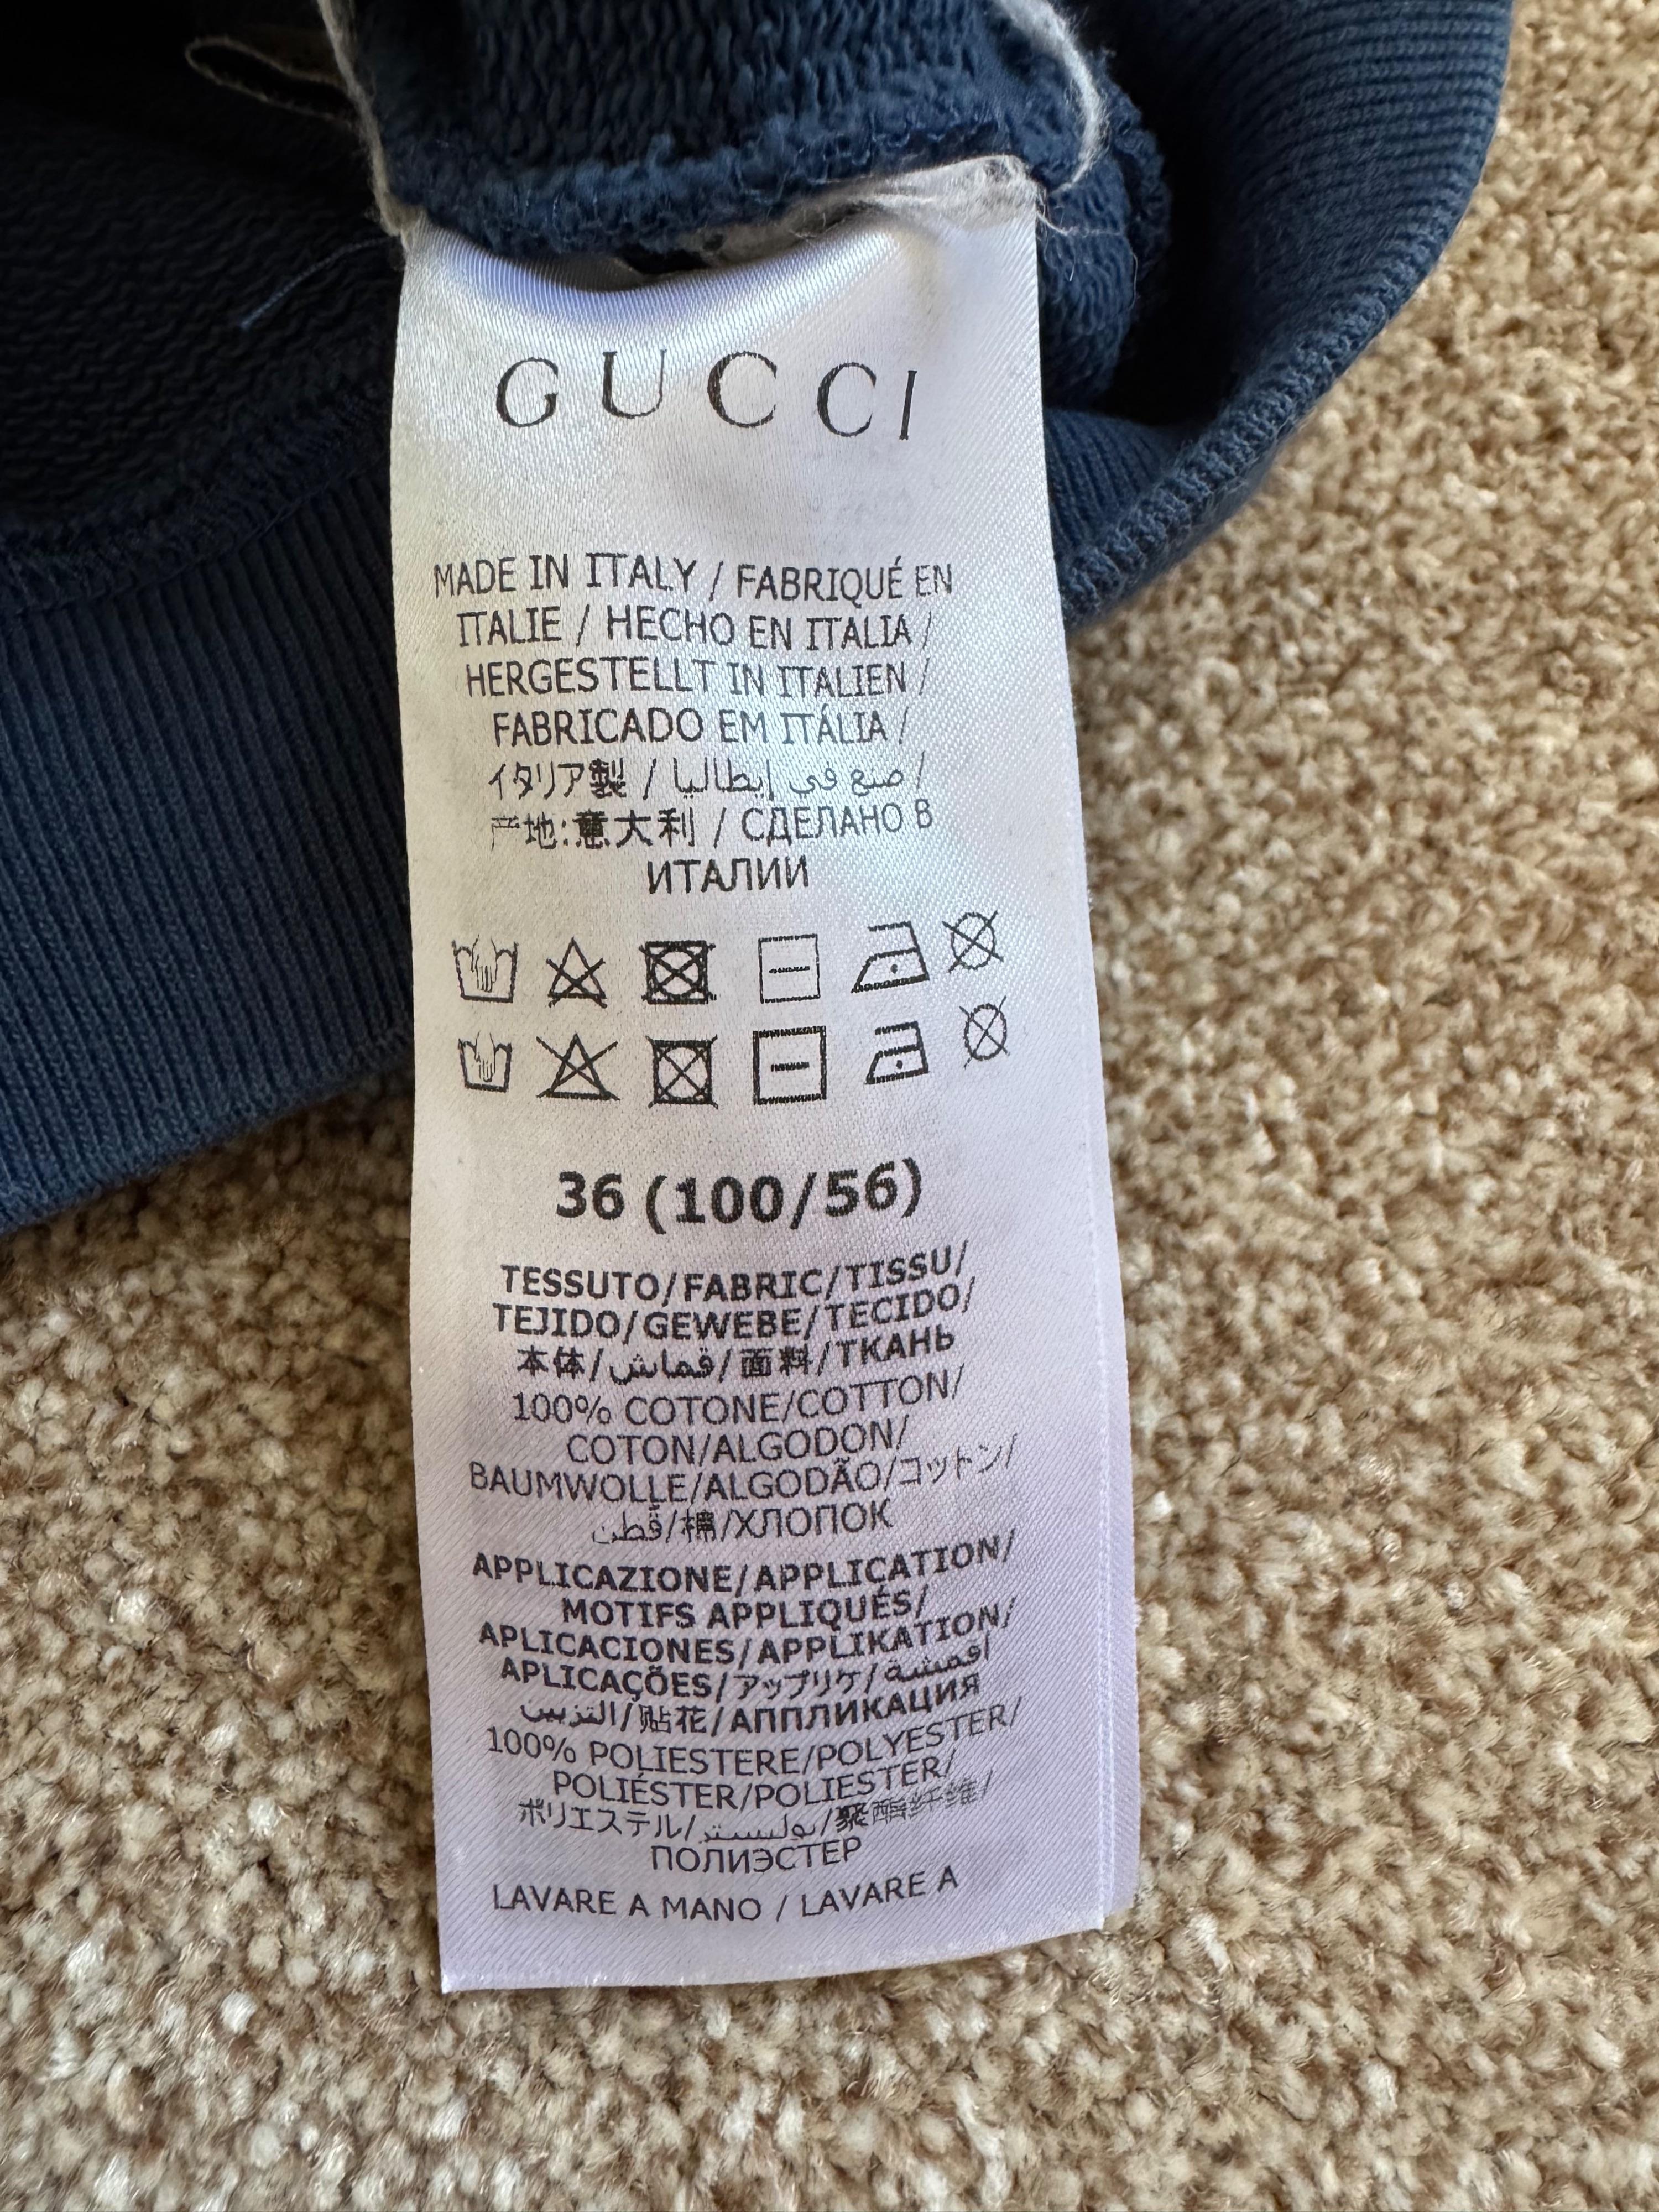 GUCCI
MADE IN ITALY / FABRIQUÉ EN
ITALIE / HECHO EN ITALIA /
HERGESTELLT IN ITALIEN /
FABRICADO EM ITÁLIA /
イタリア製 / صنع في إيطاليا /
产地:意大利 / СДЕЛАНО В
ИТАЛИИ
36 (100/56)
TESSUTO/FABRIC/TISSU/
TEJIDO/GEWEBE/TECIDO/
本体/قماش/面料/ТКАНЬ
100% COTONE/COTTON/
COTON/ALGODON/
BAUMWOLLE/ALGODÃO/コットン/
قطن/棉/ХЛОПОК
APPLICAZIONE/APPLICATION/
MOTIFS APPLIQUÉS/
APLICACIONES/APPLIKATION/
APLICAÇÕES/アップリケ/أقمشة
التزيين/贴花/АППЛИКАЦИЯ
100% POLIESTERE/POLYESTER/
POLIÉSTER/POLIESTER/
ポリエステル/بوليستر/聚酯纤维/
ПОЛИЭСТЕР
LAVARE A MANO / LAVARE A